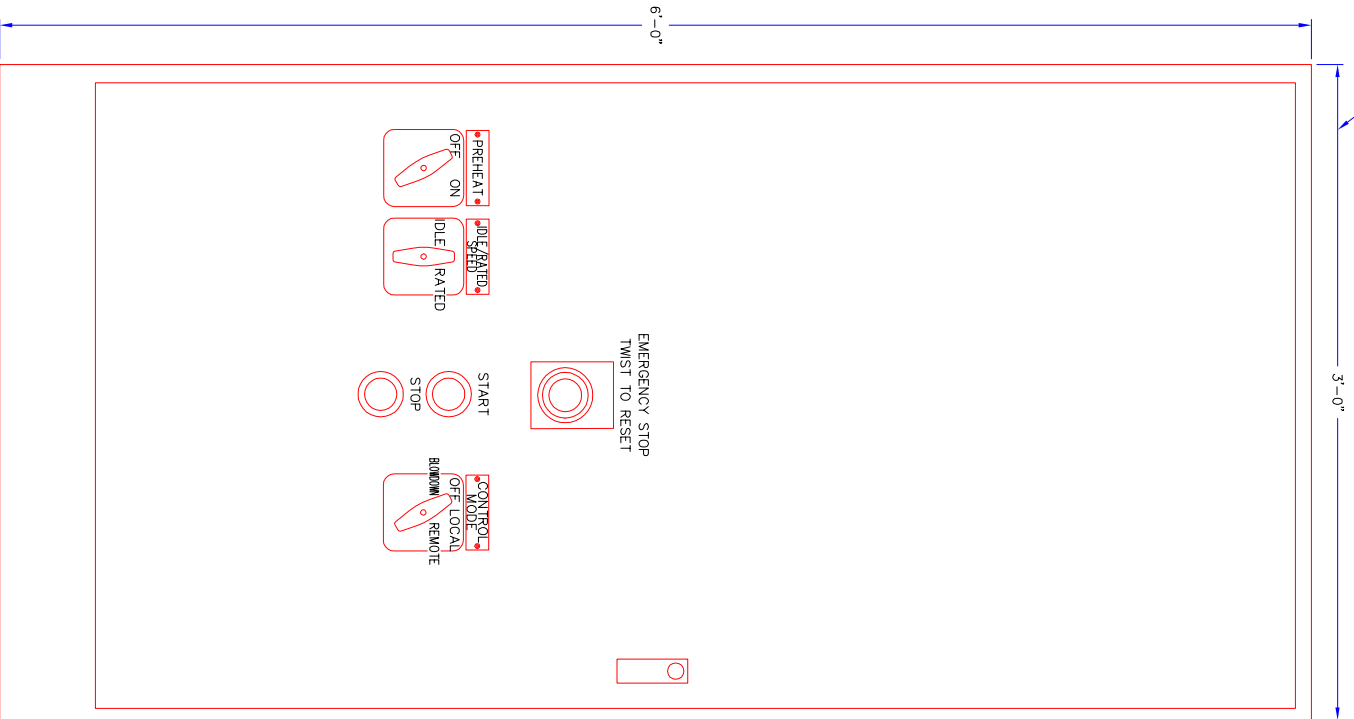 6'-0"
3'-0"
EMERGENCY STOP
TWIST TO RESET
PREHEAT
OFF
ON
IDLE/RATED
SPEED
IDLE
RATED
START
STOP
CONTROL
MODE
OFF
LOCAL
BLOWDOWN
REMOTE